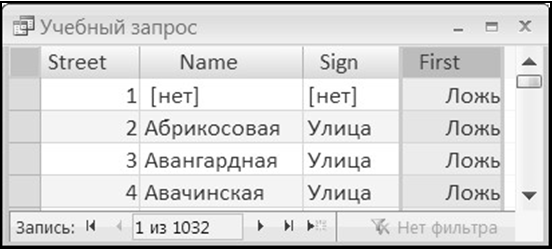 Учебный запрос
Street Name Sign First
1 [нет] [нет] Ложь
2 Абрикосовая Улица Ложь
3 Авангардная Улица Ложь
4 Авачинская Улица Ложь
Запись: 1 из 1032 Нет фильтра